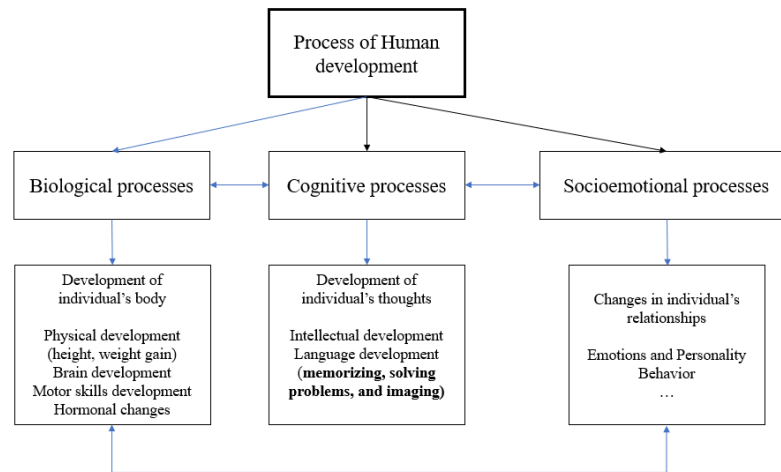 Process of Human
development
Biological processes
Cognitive processes
Socioemotional processes
Development of
individual's body
Physical development
(height, weight gain)
Brain development
Motor skills development
Hormonal changes
Development of
individual's thoughts
Intellectual development
Language development
(memorizing, solving
problems, and imaging)
Changes in individual's
relationships
Emotions and Personality
Behavior
…